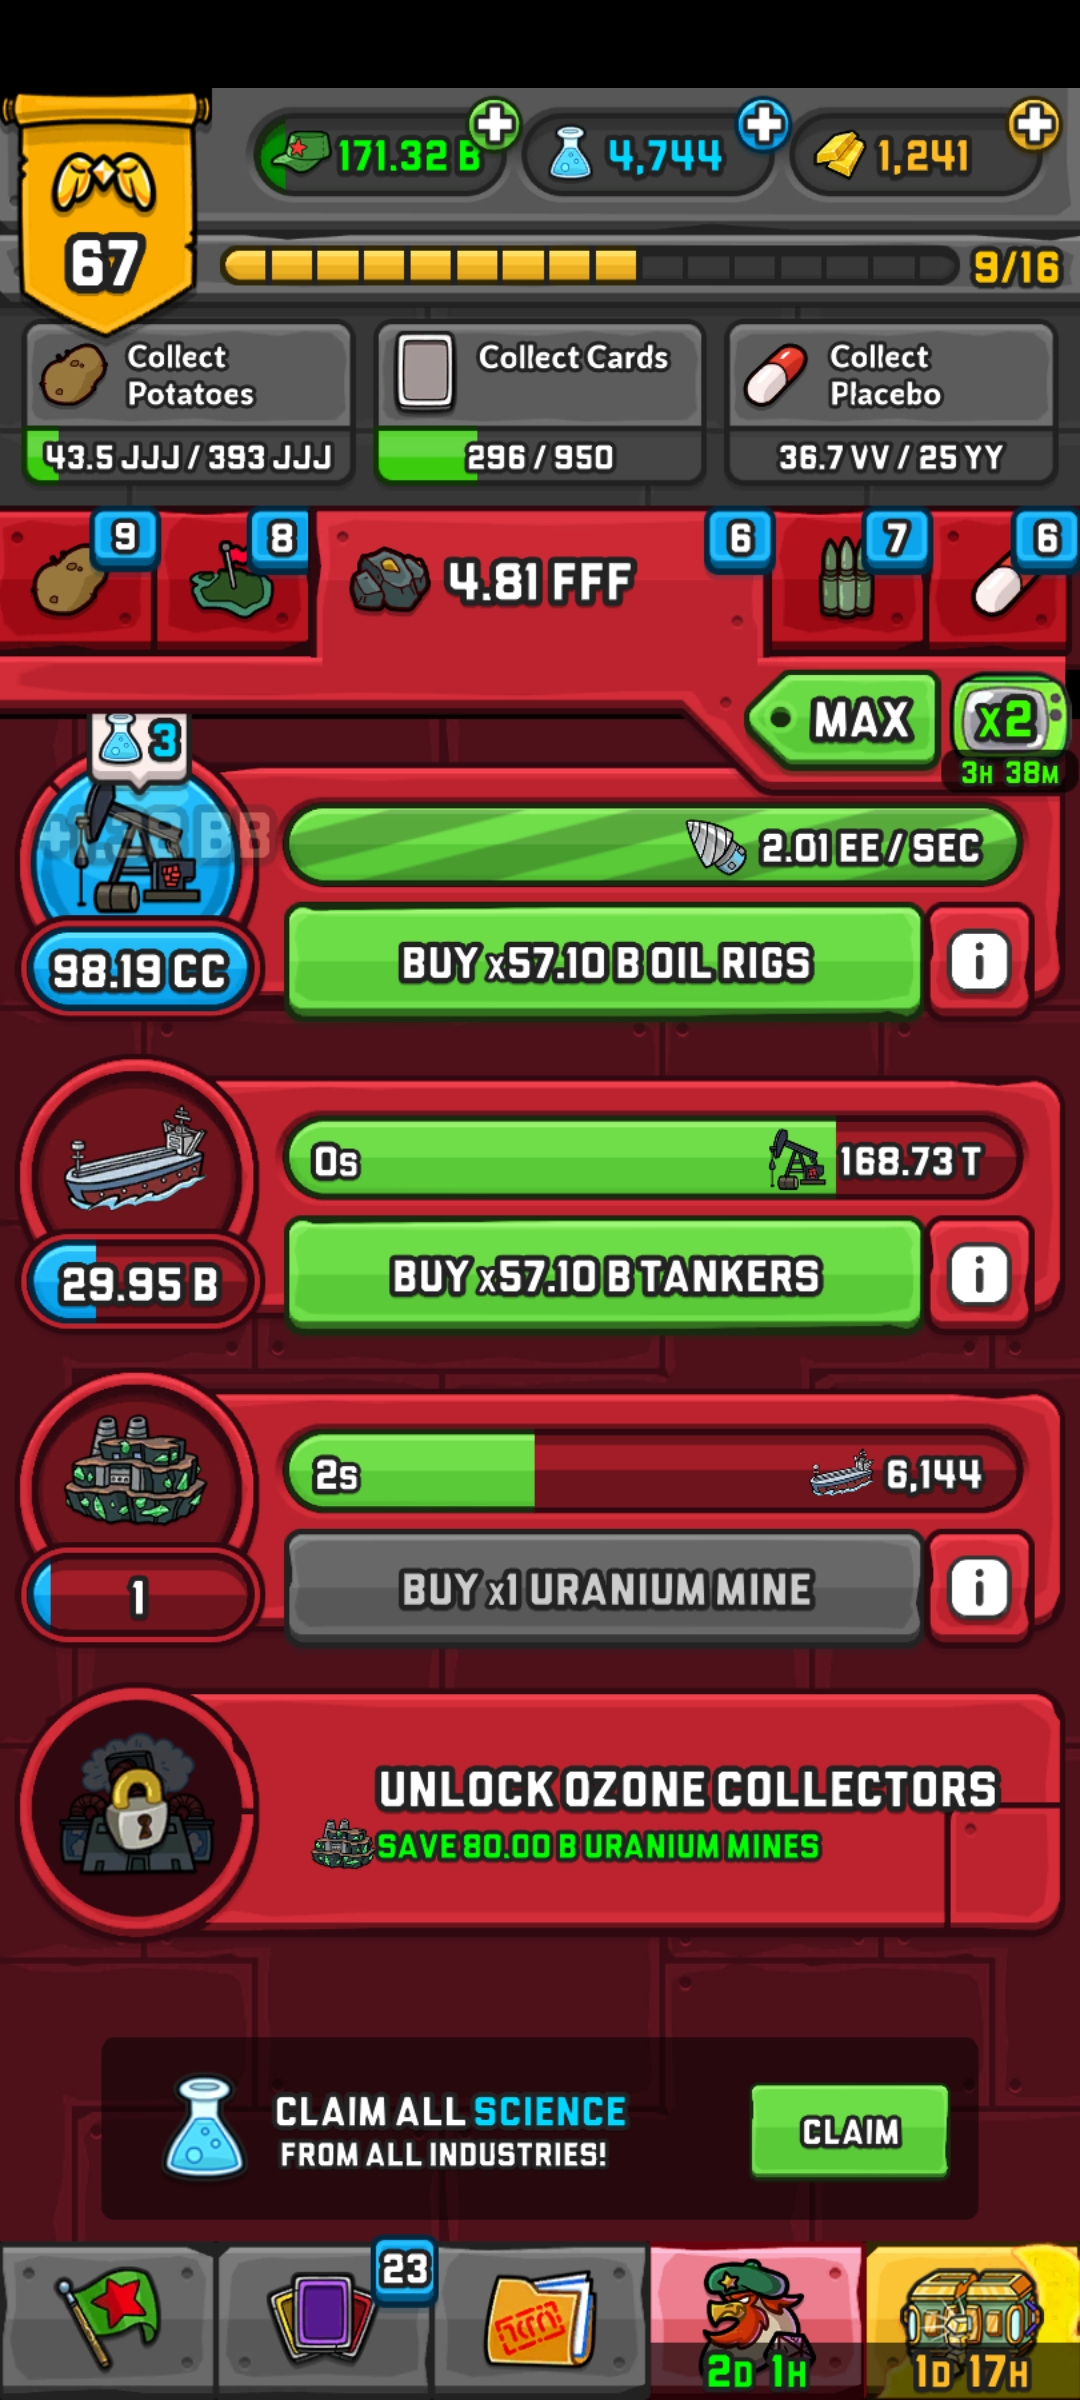 171.32 B
4,744
1,241
67
9/16
Collect
Potatoes
43.5 JJJ / 393 JJJ
Collect Cards
296 / 950
Collect
Placebo
36.7 VV / 25 YY
9
8
4.81 FFF
6
7
6
MAX
x2
3H 38M
3
2.01 EE / SEC
98.19 CC
BUY x57.10 B OIL RIGS
i
0s
168.73 T
29.95 B
BUY x57.10 B TANKERS
i
2s
6,144
1
BUY x1 URANIUM MINE
i
UNLOCK OZONE COLLECTORS
SAVE 80.00 B URANIUM MINES
CLAIM ALL SCIENCE
FROM ALL INDUSTRIES!
CLAIM
23
2D 1H
1D 17H